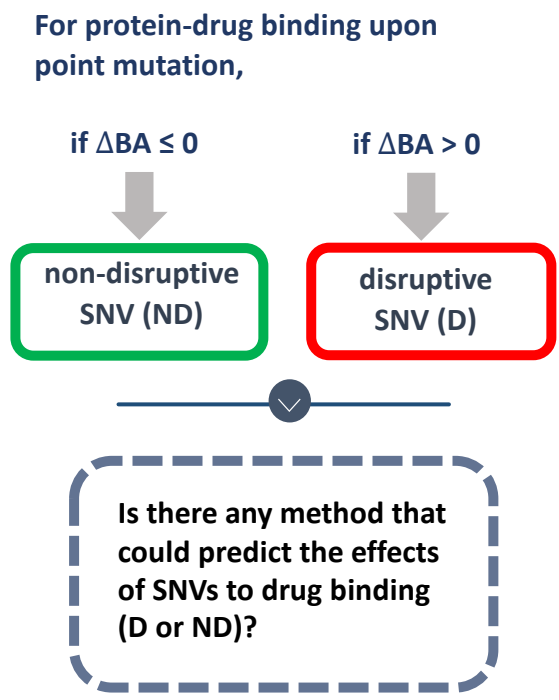 For protein-drug binding upon
point mutation,
if ΔBA ≤ 0
if ΔBA > 0
non-disruptive
SNV (ND)
disruptive
SNV (D)
Is there any method that
could predict the effects
of SNVs to drug binding
(D or ND)?